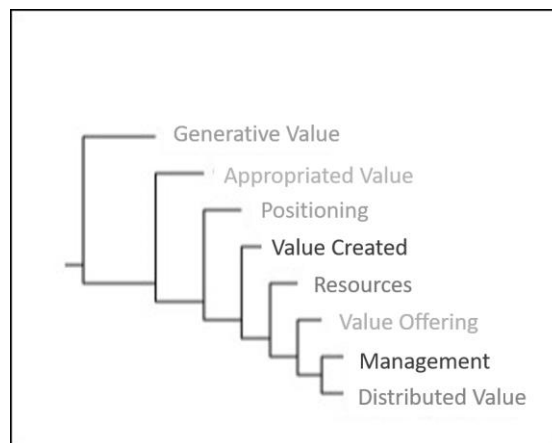 Generative Value
Appropriated Value
Positioning
Value Created
Resources
Value Offering
Management
Distributed Value